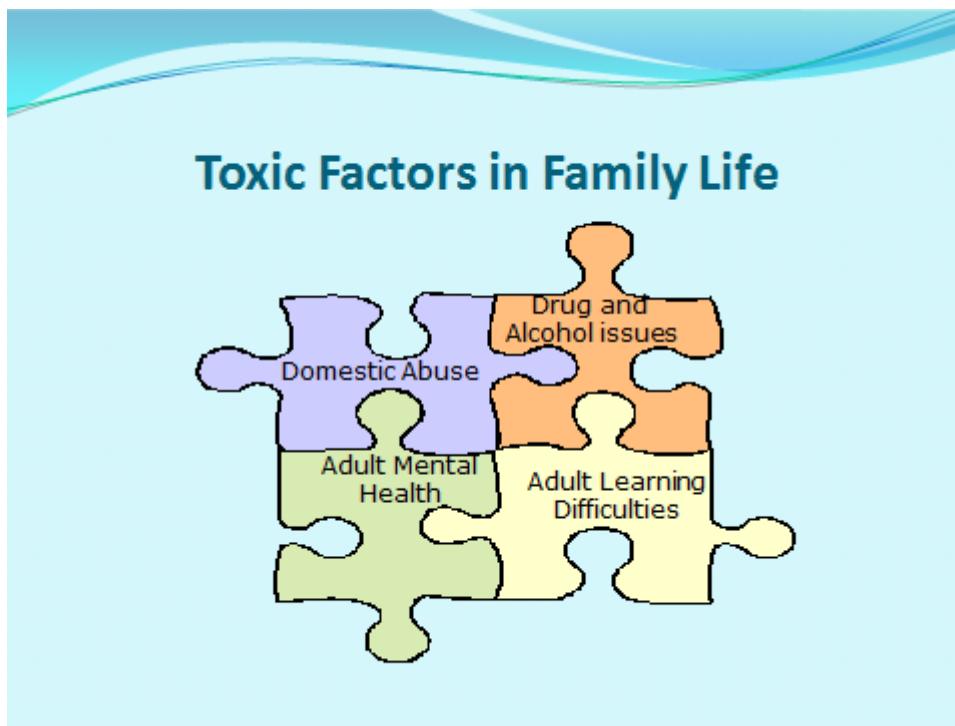 Toxic Factors in Family Life
Drug and
Alcohol issues
Domestic Abuse
Adult Mental
Health
Adult Learning
Difficulties